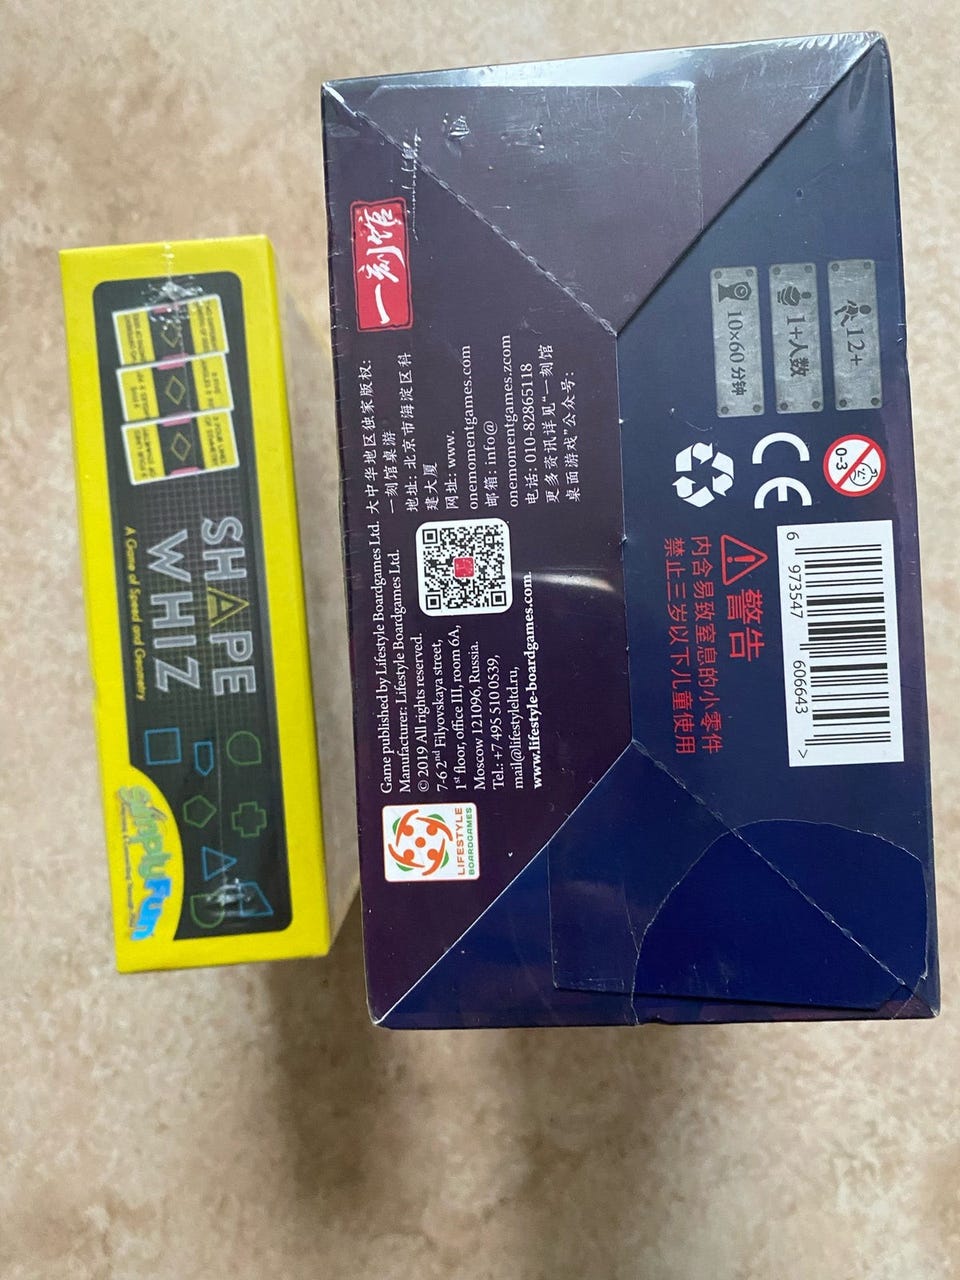 SHAPE
WHIZ
A Game of Speed and Geometry
SimplyFun
一刻馆
大中华地区独家版权:
一刻馆桌游
地址: 北京市海淀区科
建大厦
网址: www.
onemomentgames.com
邮箱: info@
onemomentgames.zcom
电话: 010-82865118
更多资讯详见“一刻馆
桌面游戏”公众号:
Game published by Lifestyle Boardgames Ltd.
Manufacturer: Lifestyle Boardgames Ltd.
© 2019 All rights reserved.
7-6 2nd Filyovskaya street,
1st floor, office III, room 6A,
Moscow 121096, Russia.
Tel.: +7 495 5100539,
mail@lifestyleltd.ru,
www.lifestyle-boardgames.com.
LIFESTYLE
BOARDGAMES
12+
1+人数
10×60分钟
0-3
CE
警告
内含易致窒息的小零件
禁止三岁以下儿童使用
6 973547 606643 >